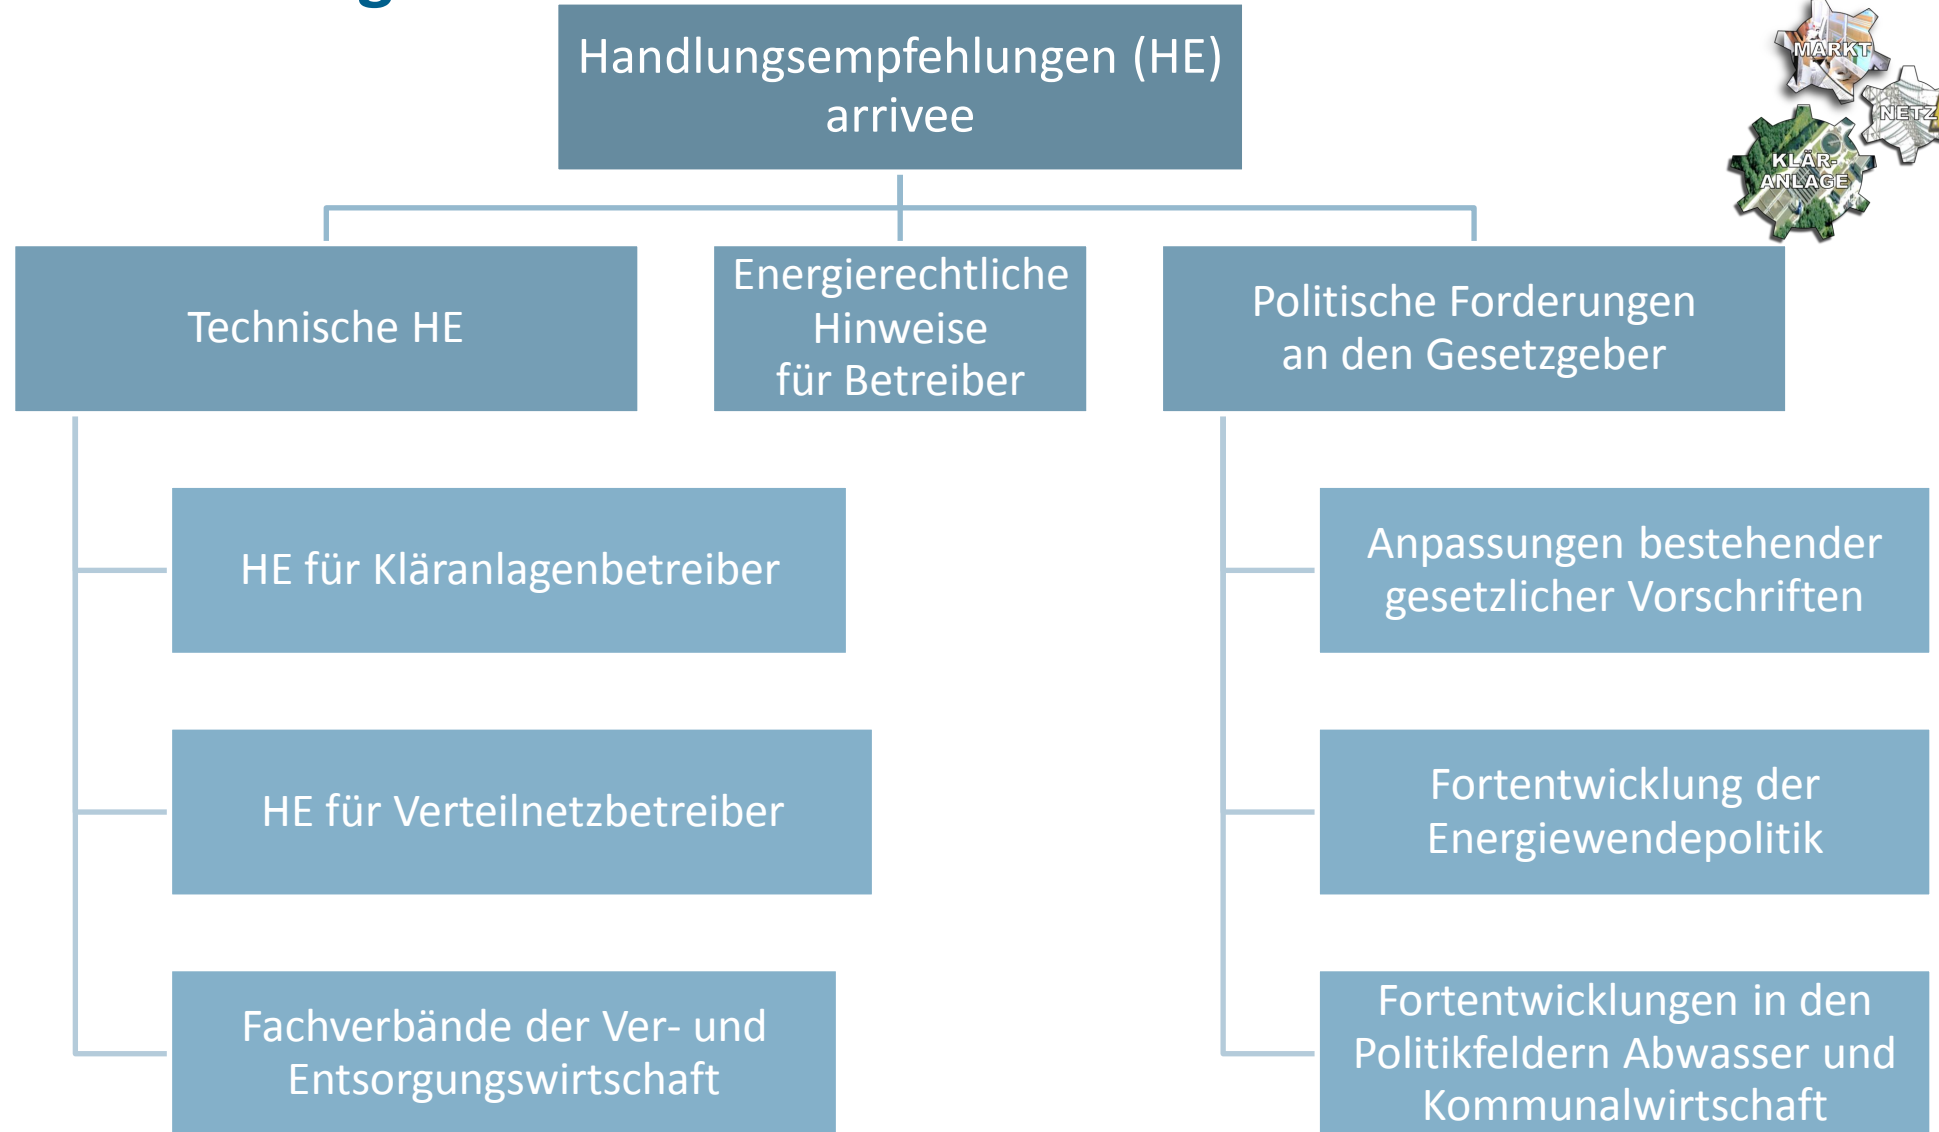 Handlungsempfehlungen (HE)
arrivee
MARKT
NETZ
KLÄR-
ANLAGE
Technische HE
Energierechtliche
Hinweise
für Betreiber
Politische Forderungen
an den Gesetzgeber
HE für Kläranlagenbetreiber
HE für Verteilnetzbetreiber
Fachverbände der Ver- und
Entsorgungswirtschaft
Anpassungen bestehender
gesetzlicher Vorschriften
Fortentwicklung der
Energiewendepolitik
Fortentwicklungen in den
Politikfeldern Abwasser und
Kommunalwirtschaft